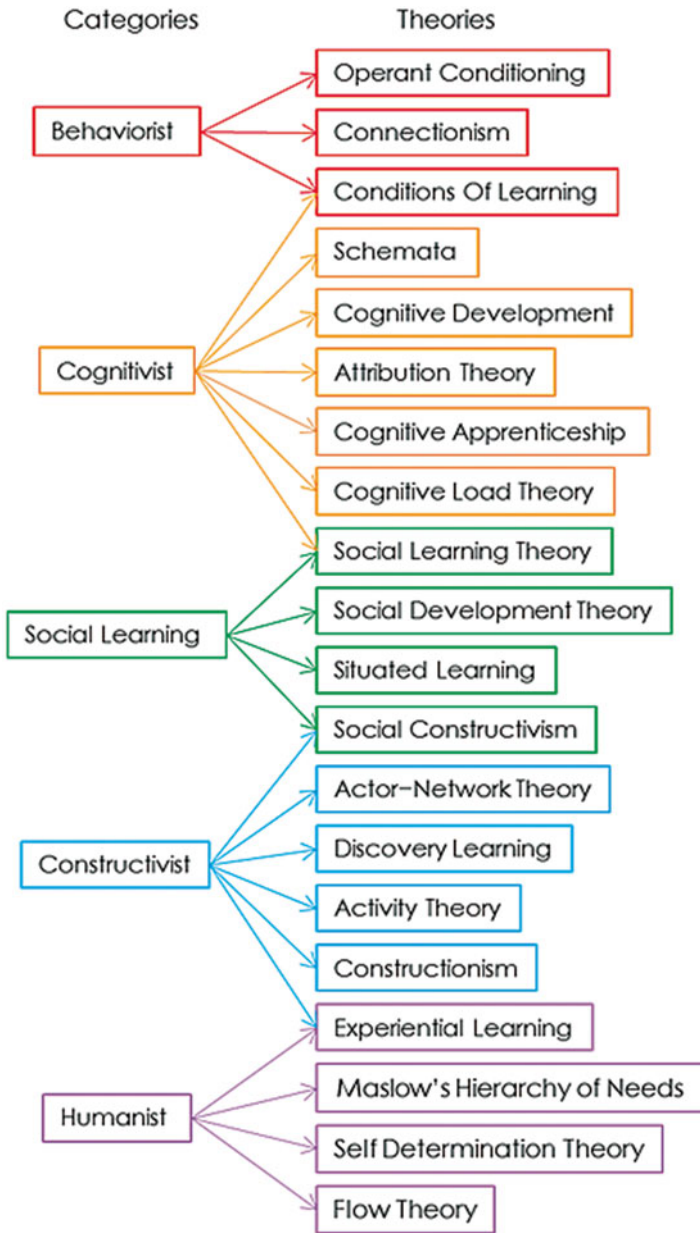 Categories Theories
Operant Conditioning
Behaviorist
Connectionism
Conditions Of Learning
Schemata
Cognitive Development
Cognitivist
Attribution Theory
Cognitive Apprenticeship
Cognitive Load Theory
Social Learning Theory
Social Development Theory
Social Learning
Situated Learning
Social Constructivism
Actor-Network Theory
Discovery Learning
Constructivist
Activity Theory
Constructionism
Experiential Learning
Maslow's Hierarchy of Needs
Humanist
Self Determination Theory
Flow Theory